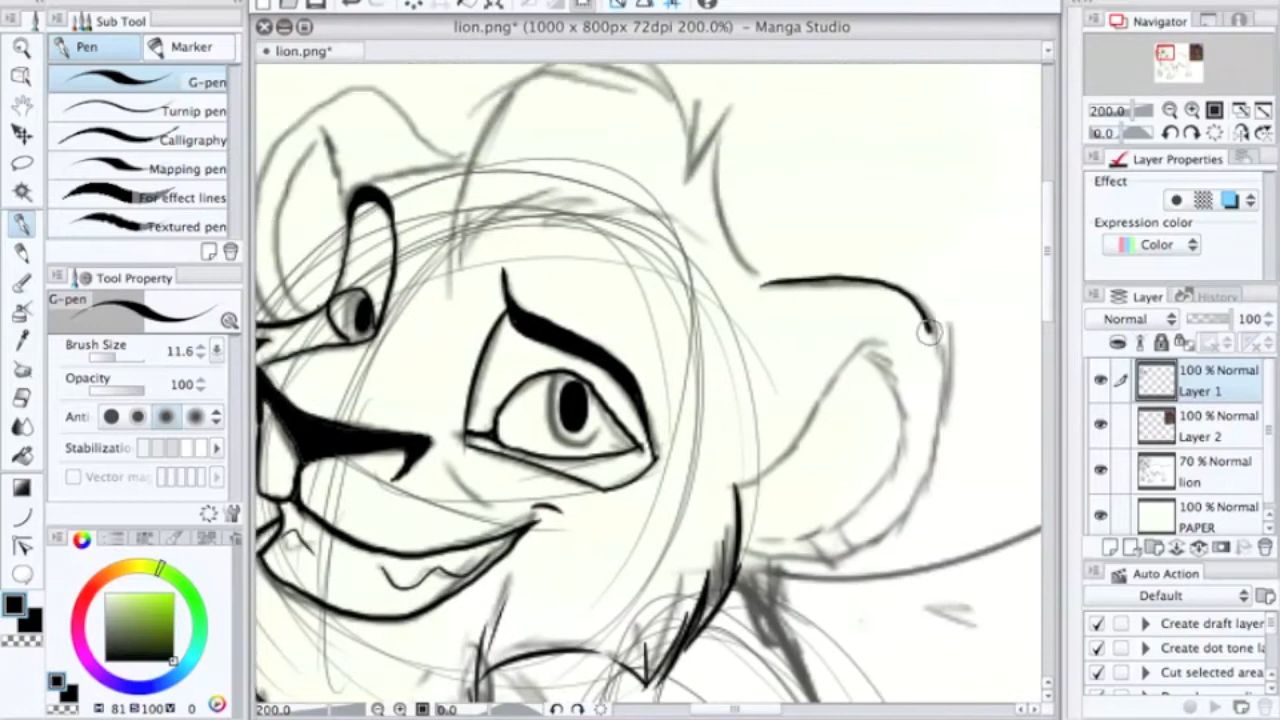 Sub Tool
lion.png* (1000 x 800px 72dpi 200.0%) – Manga Studio
Navigator
Pen
Marker
lion.png*
G-pen
Turnip pen
Calligraphy
Mapping pen
For effect lines
Textured pen
200.0
0.0
Layer Properties
Effect
Expression color
Color
Tool Property
G-pen
Layer
History
Normal
100
Brush Size
11.6
Opacity
100
Anti
Stabilizatio
Vector ma
100 % Normal
Layer 1
100 % Normal
Layer 2
70 % Normal
lion
100 % Normal
PAPER
Auto Action
Default
Create draft layer
Create dot tone la
Cut selected area
H 81 S 100 V 0
200.0
0.0